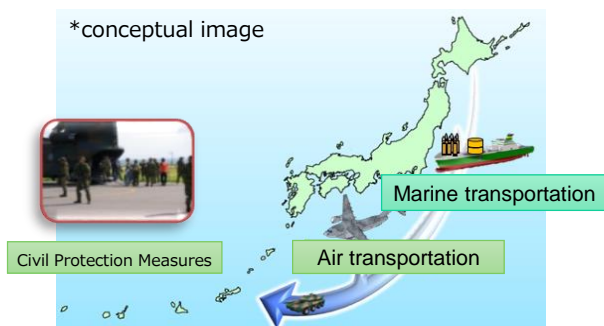 *conceptual image
Marine transportation
Civil Protection Measures
Air transportation